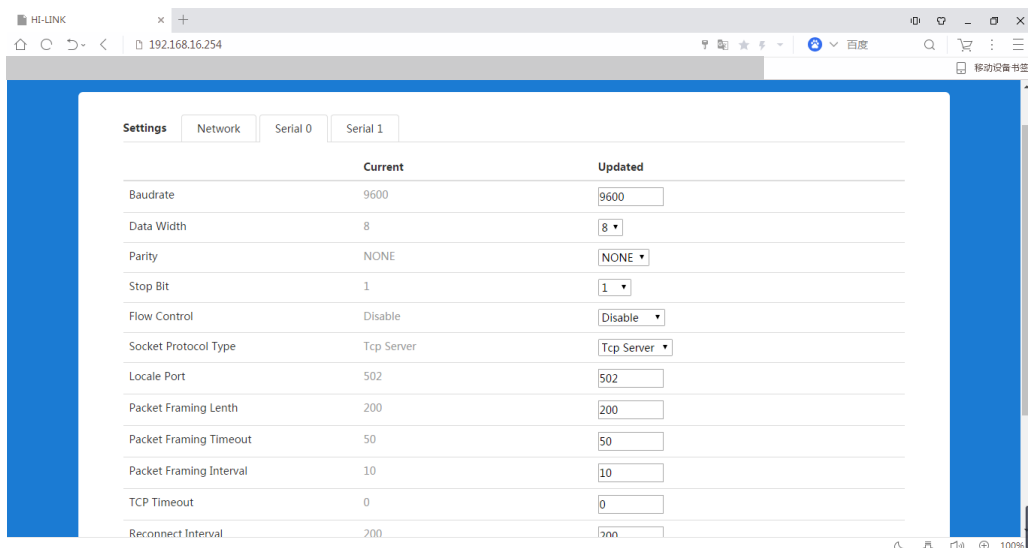 HI-LINK
192.168.16.254
百度
移动设备书签
Settings Network Serial 0 Serial 1
Current Updated
Baudrate 9600 9600
Data Width 8 8
Parity NONE NONE
Stop Bit 1 1
Flow Control Disable Disable
Socket Protocol Type Tcp Server Tcp Server
Locale Port 502 502
Packet Framing Lenth 200 200
Packet Framing Timeout 50 50
Packet Framing Interval 10 10
TCP Timeout 0 0
Reconnect Interval 200 200
100%